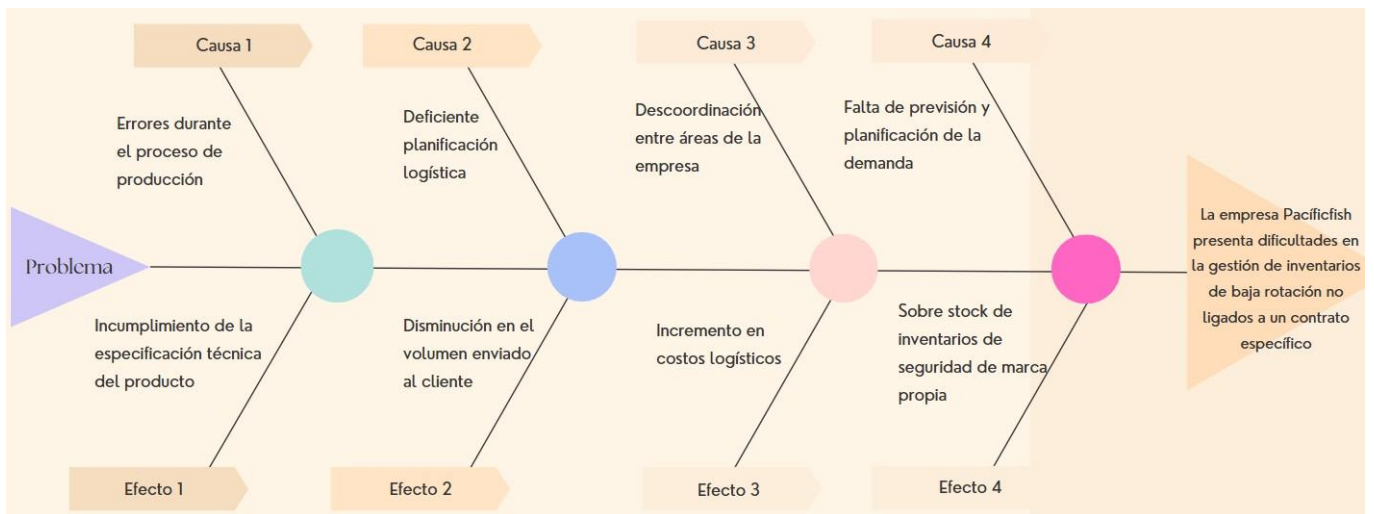 Causa 1
Causa 2
Causa 3
Causa 4
Errores durante
el proceso de
producción
Deficiente
planificación
logística
Descoordinación
entre áreas de la
empresa
Falta de previsión y
planificación de la
demanda
Problema
La empresa Pacíficfish
presenta dificultades en
la gestión de inventarios
de baja rotación no
ligados a un contrato
específico
Incumplimiento de la
especificación técnica
del producto
Disminución en el
volumen enviado
al cliente
Incremento en
costos logísticos
Sobre stock de
inventarios de
seguridad de marca
propia
Efecto 1
Efecto 2
Efecto 3
Efecto 4